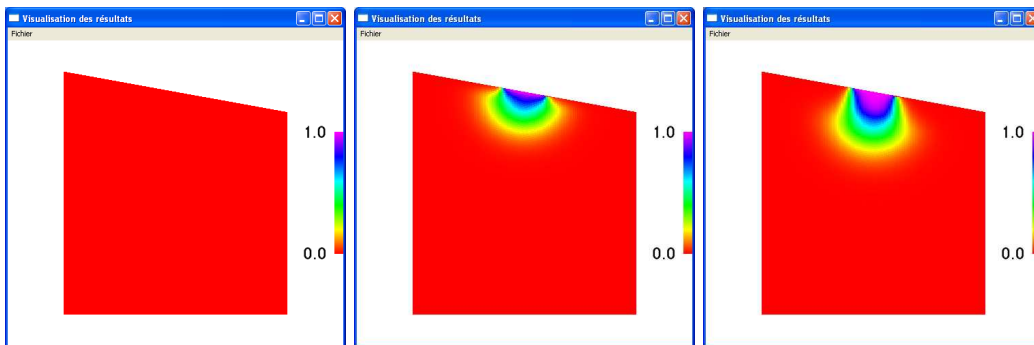 Visualisation des résultats
Fichier
1.0
0.0
Visualisation des résultats
Fichier
1.0
0.0
Visualisation des résultats
Fichier
1.0
0.0